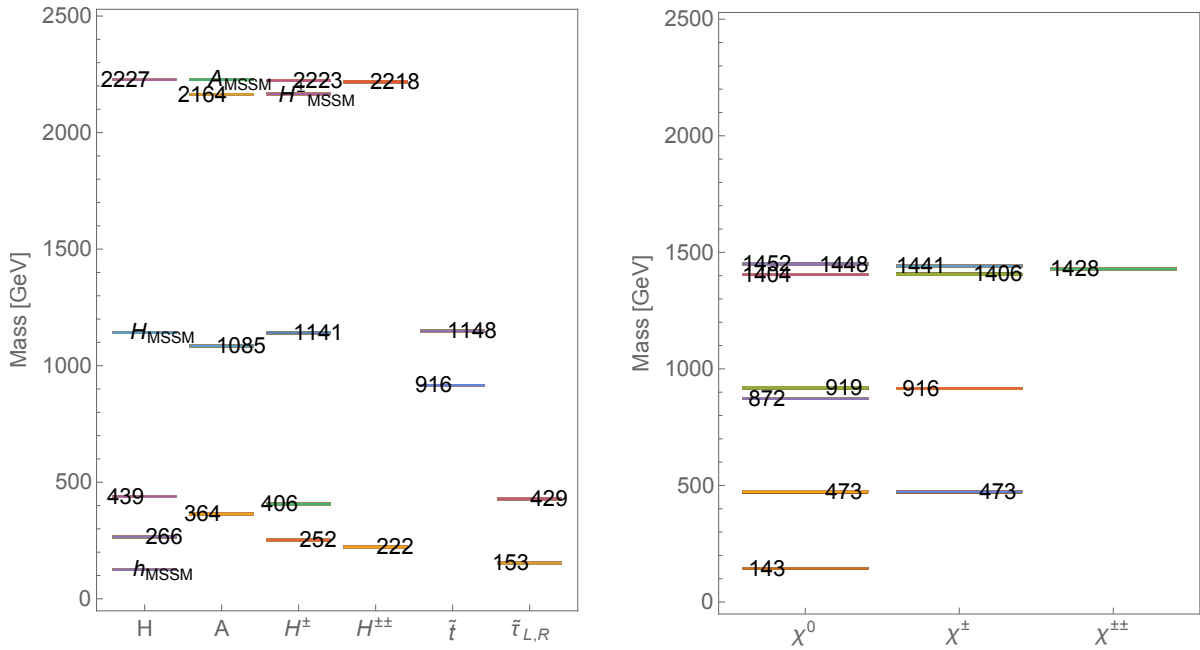 2500
2000
1500
1000
500
0
Mass [GeV]
2227
A_MSSM
2164
2223
H^±_MSSM
2218
H_MSSM
1085
1141
1148
916
439
266
364
406
252
222
429
153
h_MSSM
H
A
H^±
H^±±
t̃
τ̃_L,R
2500
2000
1500
1000
500
0
Mass [GeV]
1452
1448
1404
1441
1406
1428
919
872
916
473
473
143
χ^0
χ^±
χ^±±